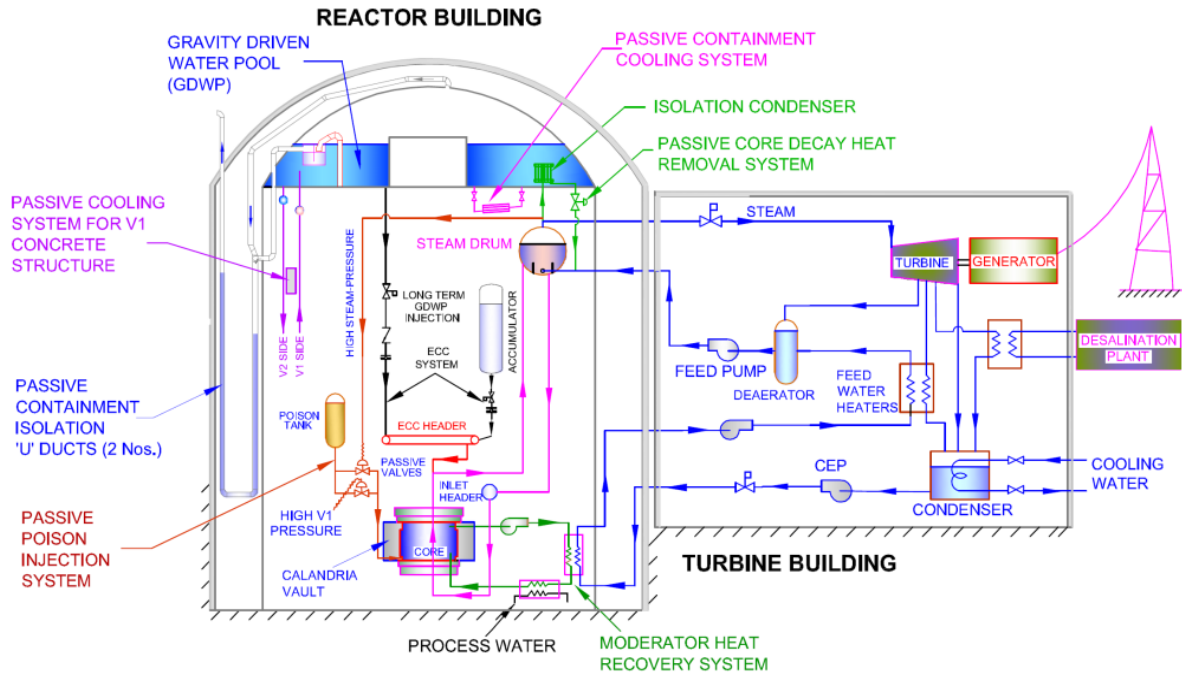 REACTOR BUILDING
GRAVITY DRIVEN
WATER POOL
(GDWP)
PASSIVE CONTAINMENT
COOLING SYSTEM
ISOLATION CONDENSER
PASSIVE CORE DECAY HEAT
REMOVAL SYSTEM
PASSIVE COOLING
SYSTEM FOR V1
CONCRETE
STRUCTURE
STEAM DRUM
STEAM
TURBINE
GENERATOR
HIGH STEAM-PRESSURE
LONG TERM
GDWP
INJECTION
ACCUMULATOR
ECC
SYSTEM
V2 SIDE
V1 SIDE
FEED PUMP
DEAERATOR
FEED
WATER
HEATERS
DESALINATION
PLANT
PASSIVE
CONTAINMENT
ISOLATION
'U' DUCTS (2 Nos.)
POISON
TANK
ECC HEADER
PASSIVE
VALVES
INLET
HEADER
CEP
COOLING
WATER
CONDENSER
HIGH V1
PRESSURE
PASSIVE
POISON
INJECTION
SYSTEM
CORE
CALANDRIA
VAULT
TURBINE BUILDING
PROCESS WATER
MODERATOR HEAT
RECOVERY SYSTEM